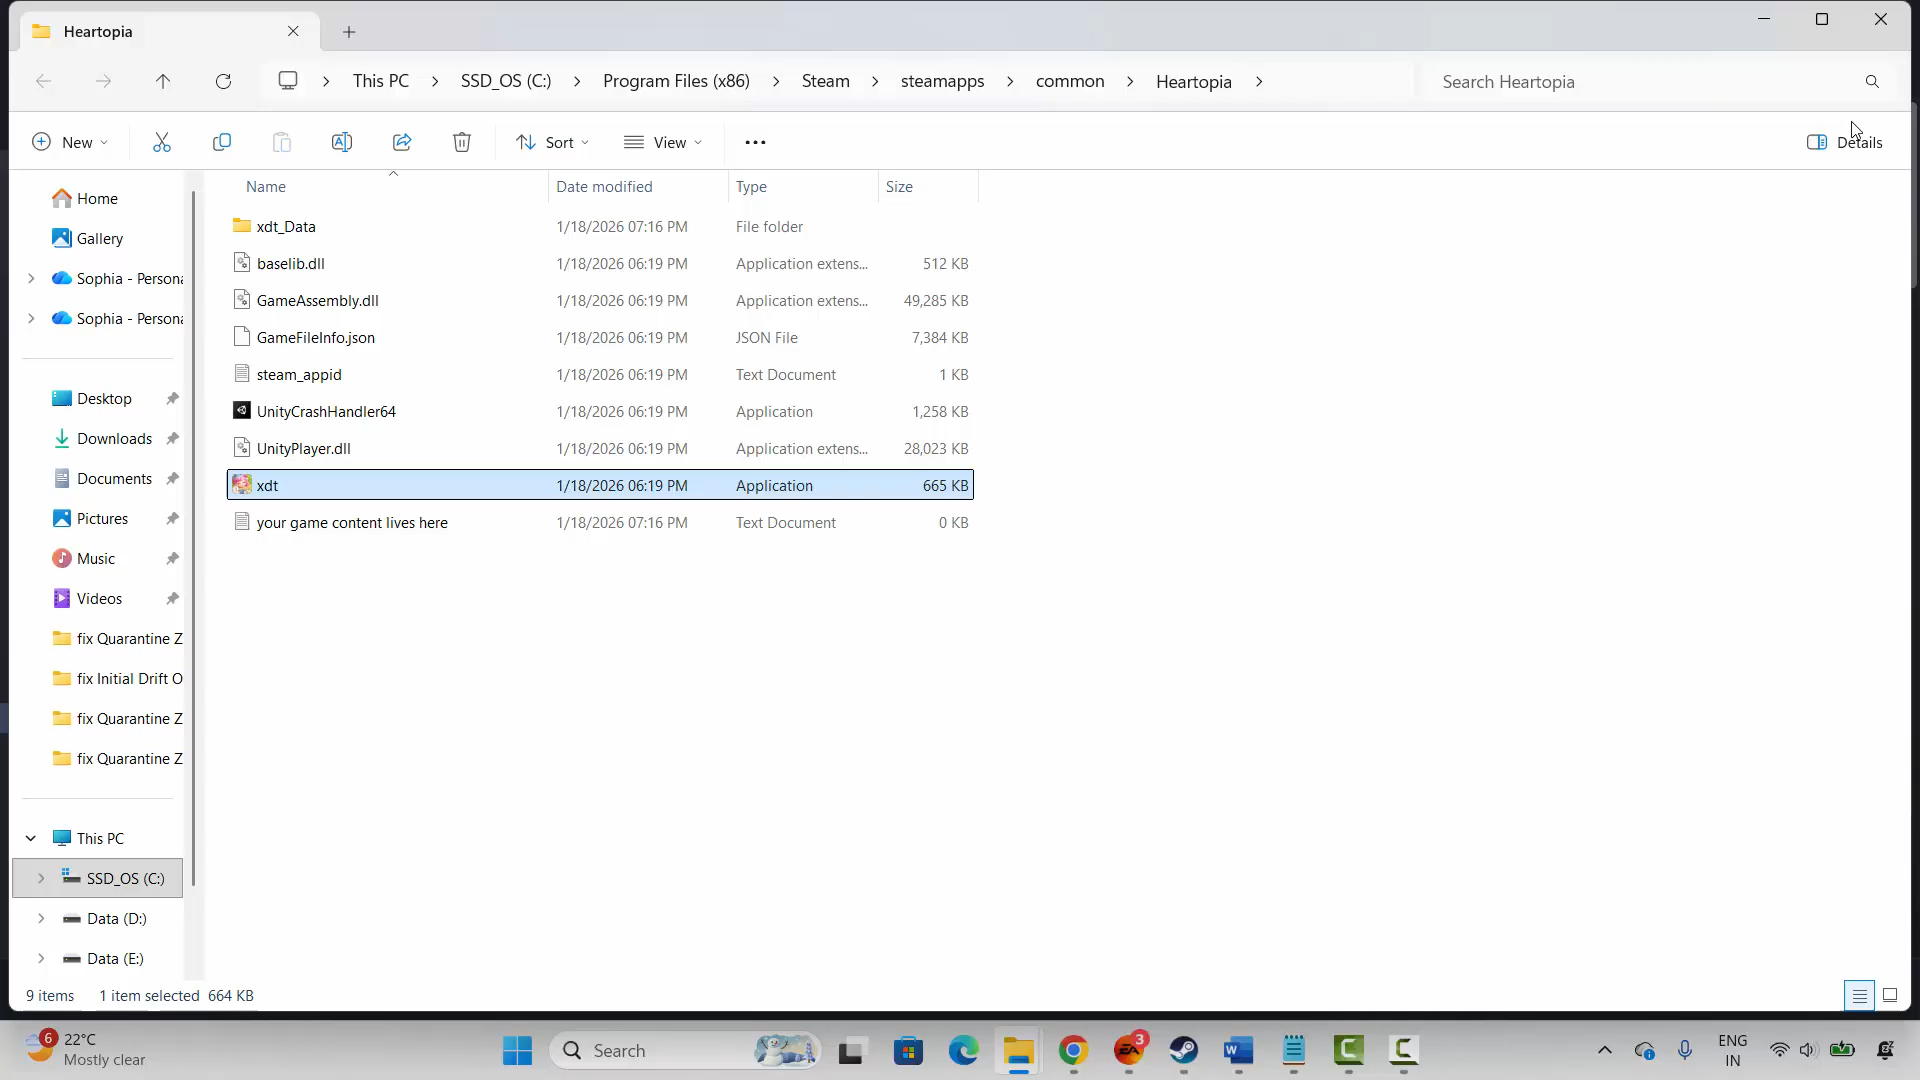 Heartopia
This PC
SSD_OS (C:)
Program Files (x86)
Steam
steamapps
common
Heartopia
Search Heartopia
New
Sort
View
Details
Name
Date modified
Type
Size
Home
Gallery
Sophia - Persona
Sophia - Persona
Desktop
Downloads
Documents
Pictures
Music
Videos
fix Quarantine Z
fix Initial Drift O
fix Quarantine Z
fix Quarantine Z
This PC
SSD_OS (C:)
Data (D:)
Data (E:)
xdt_Data 1/18/2026 07:16 PM File folder
baselib.dll 1/18/2026 06:19 PM Application extens... 512 KB
GameAssembly.dll 1/18/2026 06:19 PM Application extens... 49,285 KB
GameFileInfo.json 1/18/2026 06:19 PM JSON File 7,384 KB
steam_appid 1/18/2026 06:19 PM Text Document 1 KB
UnityCrashHandler64 1/18/2026 06:19 PM Application 1,258 KB
UnityPlayer.dll 1/18/2026 06:19 PM Application extens... 28,023 KB
xdt 1/18/2026 06:19 PM Application 665 KB
your game content lives here 1/18/2026 07:16 PM Text Document 0 KB
9 items 1 item selected 664 KB
6
22°C
Mostly clear
Search
EA
3
W
C
C
ENG
IN